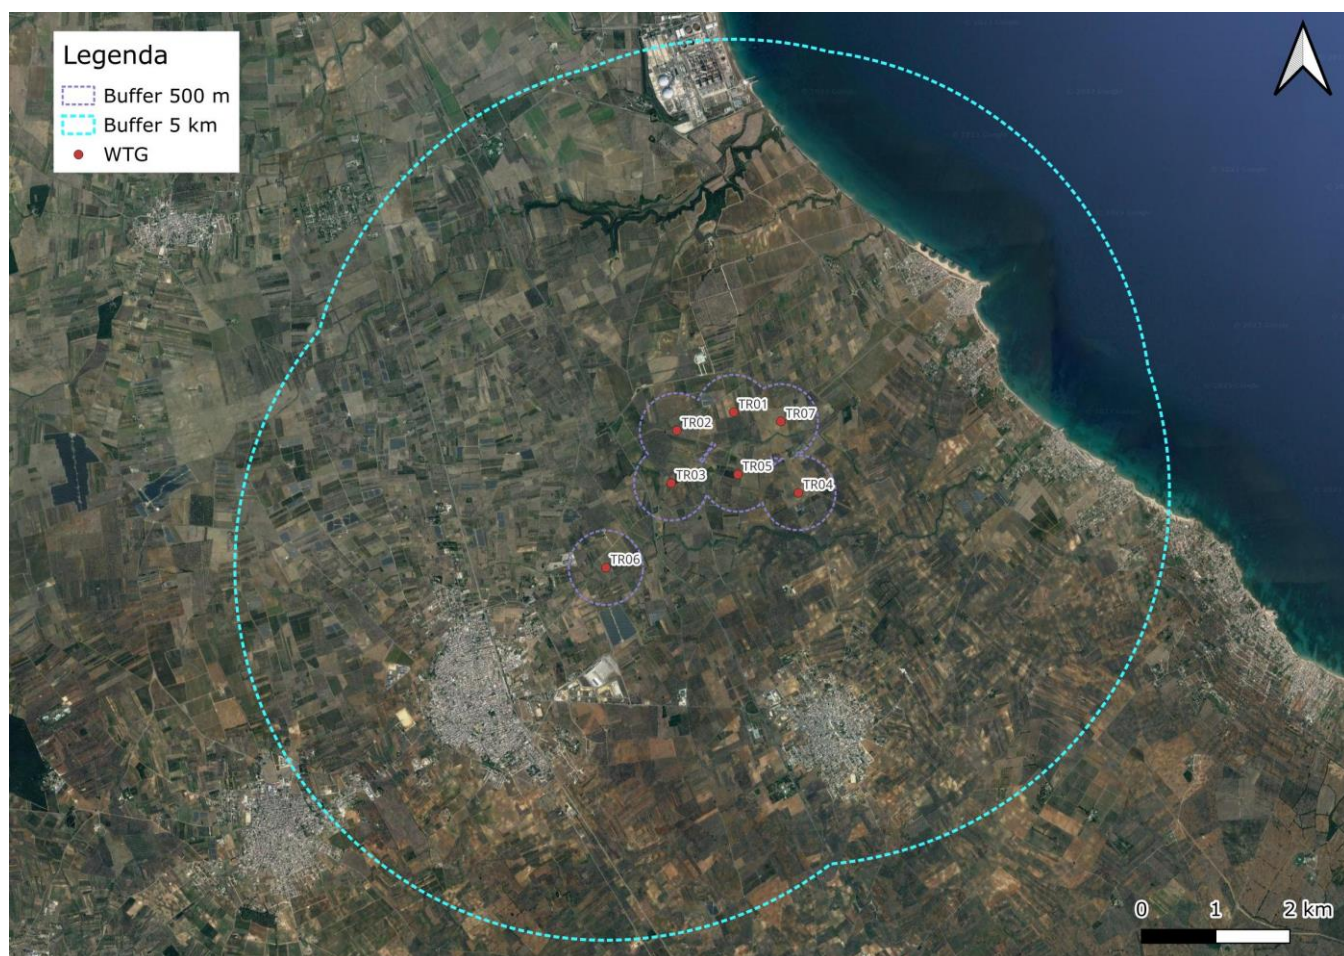 Legenda
Buffer 500 m
Buffer 5 km
WTG
TR01
TR07
TR02
TR05
TR03
TR04
TR06
0 1 2 km